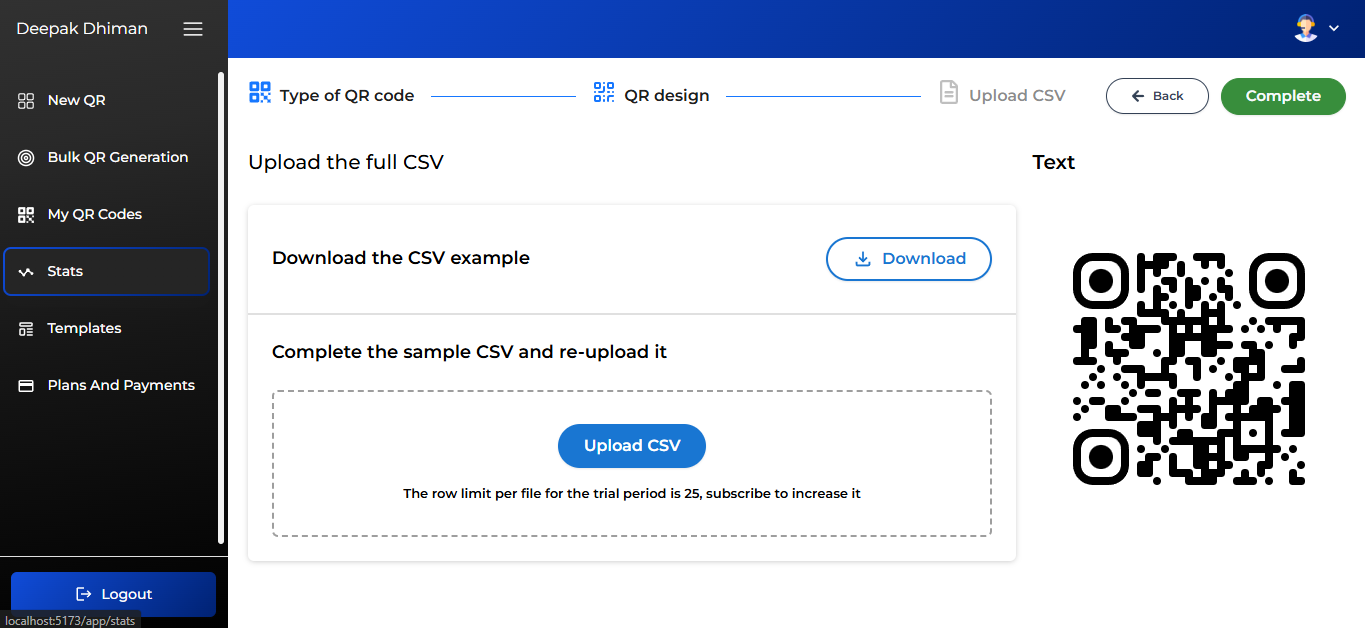 Deepak Dhiman
New QR
Bulk QR Generation
My QR Codes
Stats
Templates
Plans And Payments
Logout
localhost:5173/app/stats
Type of QR code
QR design
Upload CSV
Back
Complete
Upload the full CSV
Text
Download the CSV example
Download
Complete the sample CSV and re-upload it
Upload CSV
The row limit per file for the trial period is 25, subscribe to increase it